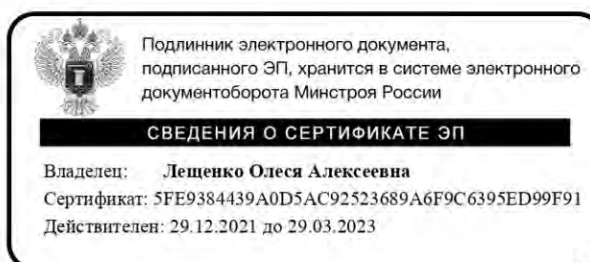 Подлинник электронного документа,
подписанного ЭП, хранится в системе электронного
документоборота Минстроя России
СВЕДЕНИЯ О СЕРТИФИКАТЕ ЭП
Владелец: Лещенко Олеся Алексеевна
Сертификат: 5FE9384439A0D5AC92523689A6F9C6395ED99F91
Действителен: 29.12.2021 до 29.03.2023